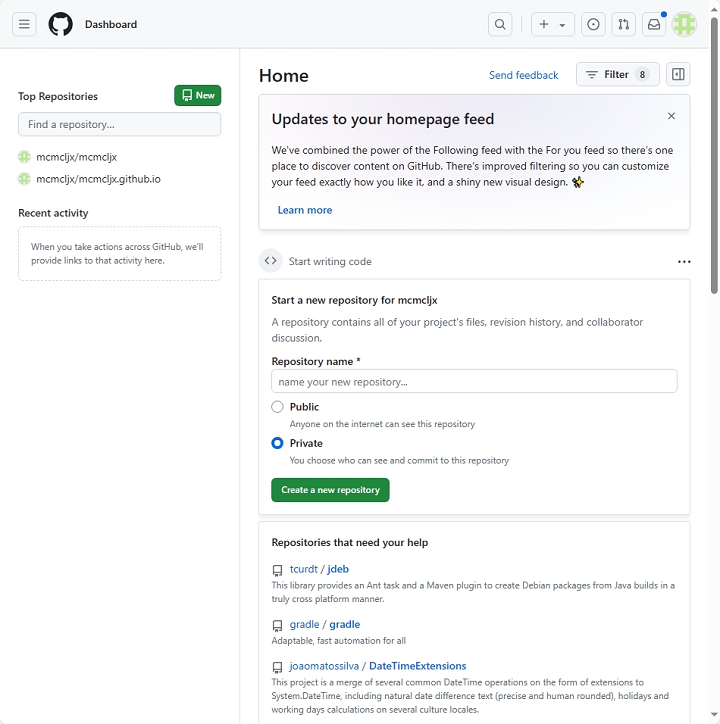 Dashboard
Top Repositories
New
Find a repository...
mcmcljx/mcmcljx
mcmcljx/mcmcljx.github.io
Recent activity
When you take actions across GitHub, we'll
provide links to that activity here.
Home
Send feedback
Filter 8
Updates to your homepage feed
We've combined the power of the Following feed with the For you feed so there's one
place to discover content on GitHub. There's improved filtering so you can customize
your feed exactly how you like it, and a shiny new visual design. ✨
Learn more
Start writing code
Start a new repository for mcmcljx
A repository contains all of your project's files, revision history, and collaborator
discussion.
Repository name *
name your new repository...
Public
Anyone on the internet can see this repository
Private
You choose who can see and commit to this repository
Create a new repository
Repositories that need your help
tcurdt / jdeb
This library provides an Ant task and a Maven plugin to create Debian packages from Java builds in a
truly cross platform manner.
gradle / gradle
Adaptable, fast automation for all
joaomatossilva / DateTimeExtensions
This project is a merge of several common DateTime operations on the form of extensions to
System.DateTime, including natural date difference text (precise and human rounded), holidays and
working days calculations on several culture locales.